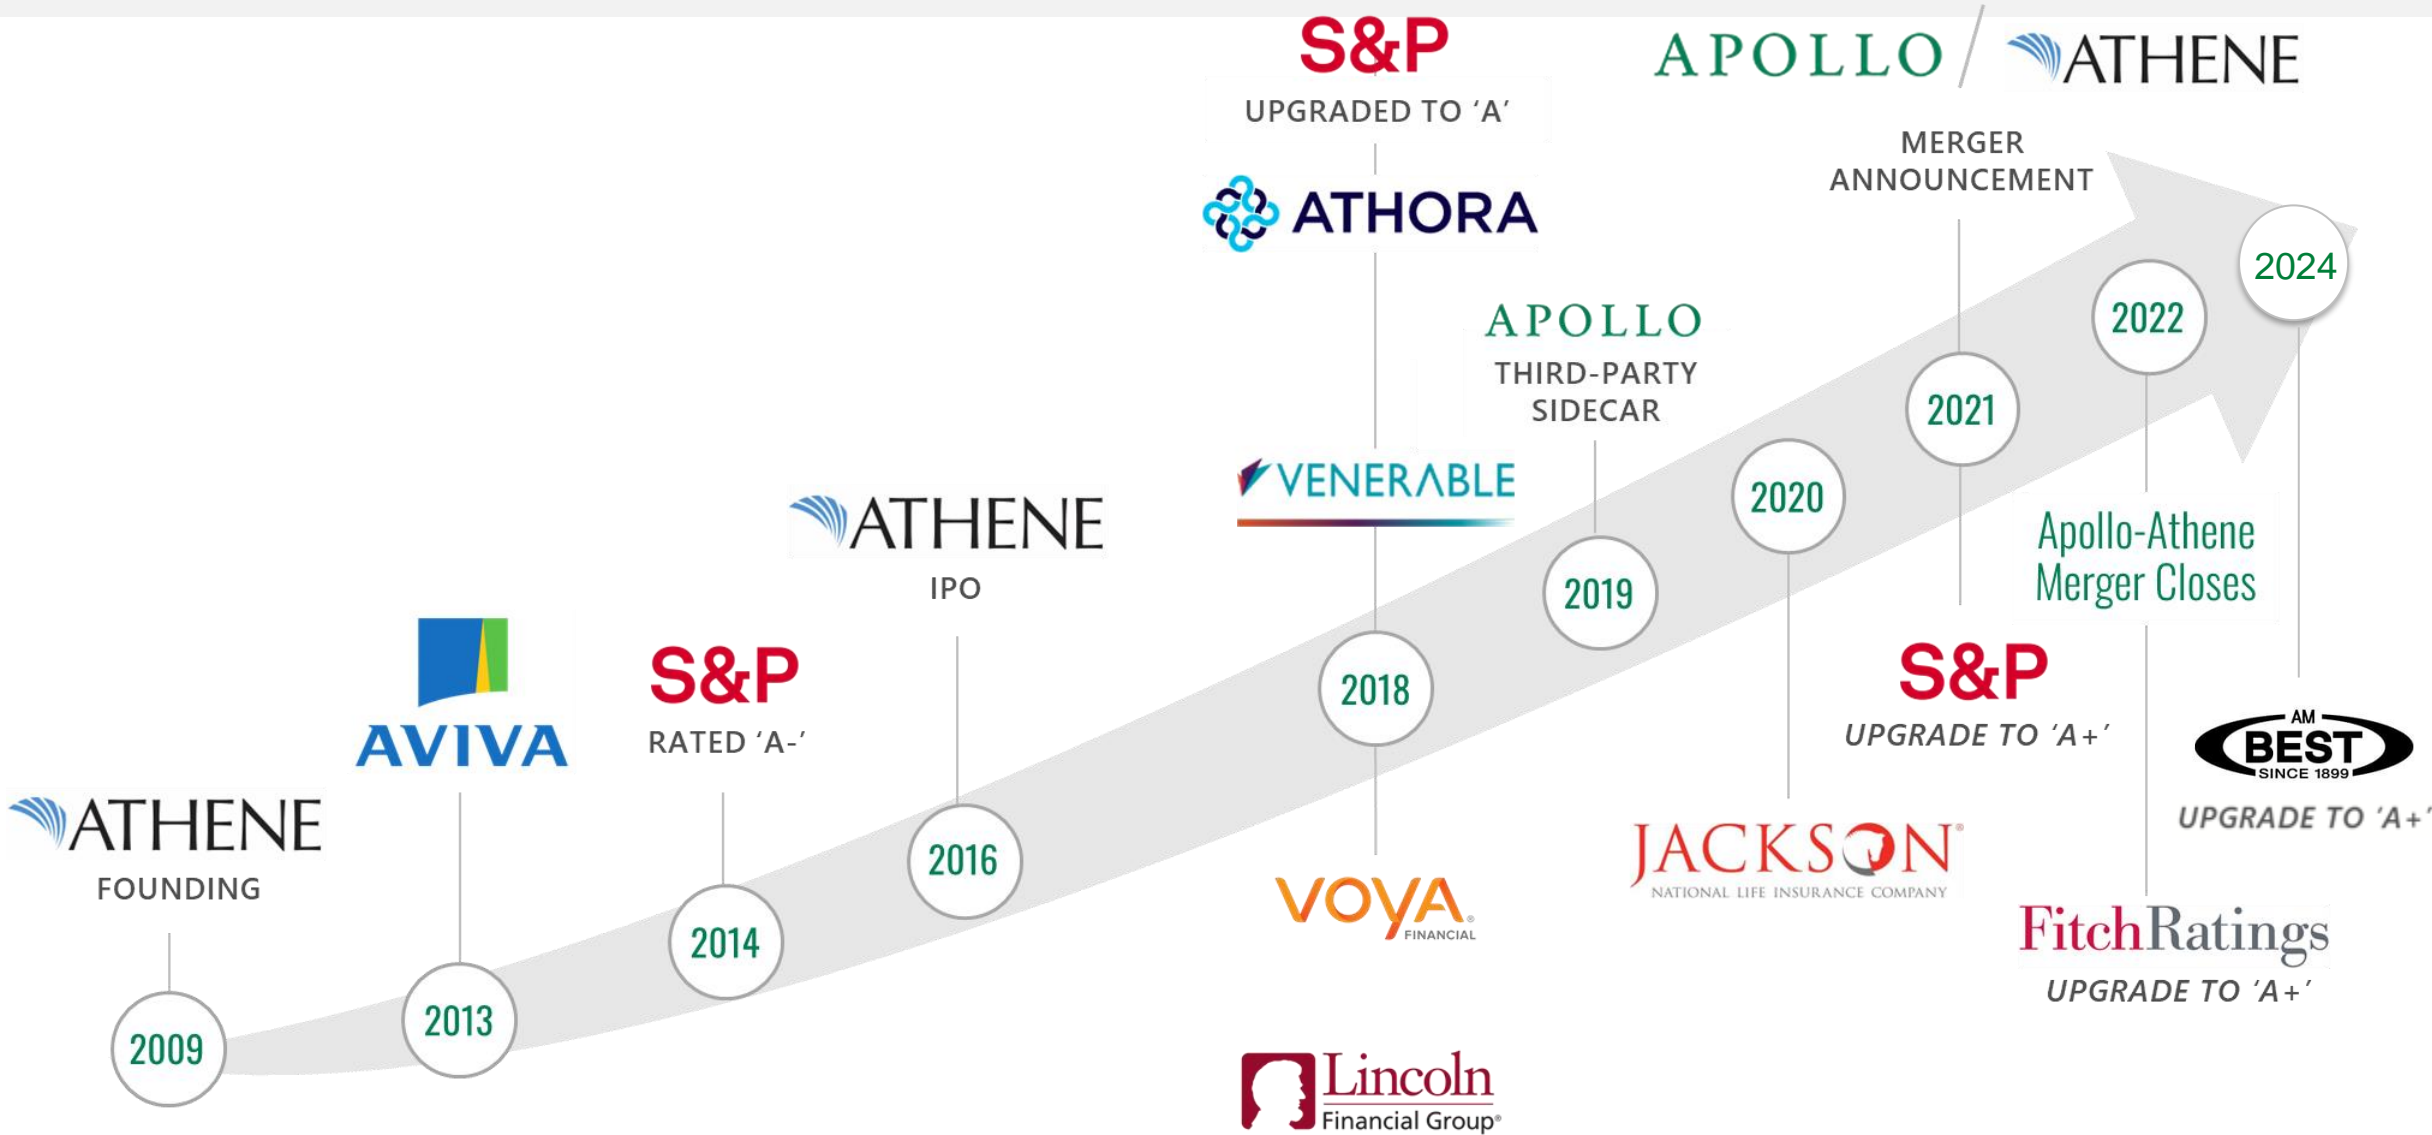 S&P
UPGRADED TO ‘A’
ATHORA
VENERABLE
APOLLO / ATHENE
MERGER
ANNOUNCEMENT
APOLLO
THIRD-PARTY
SIDECAR
ATHENE
IPO
AVIVA
S&P
RATED ‘A-’
ATHENE
FOUNDING
2009
2013
2014
2016
2018
2019
2020
2021
2022
2024
VOYA®
FINANCIAL
Lincoln
Financial Group®
JACKSON®
NATIONAL LIFE INSURANCE COMPANY
S&P
UPGRADE TO ‘A+’
Apollo-Athene
Merger Closes
FitchRatings
UPGRADE TO ‘A+’
AM
BEST
SINCE 1899
UPGRADE TO ‘A+’